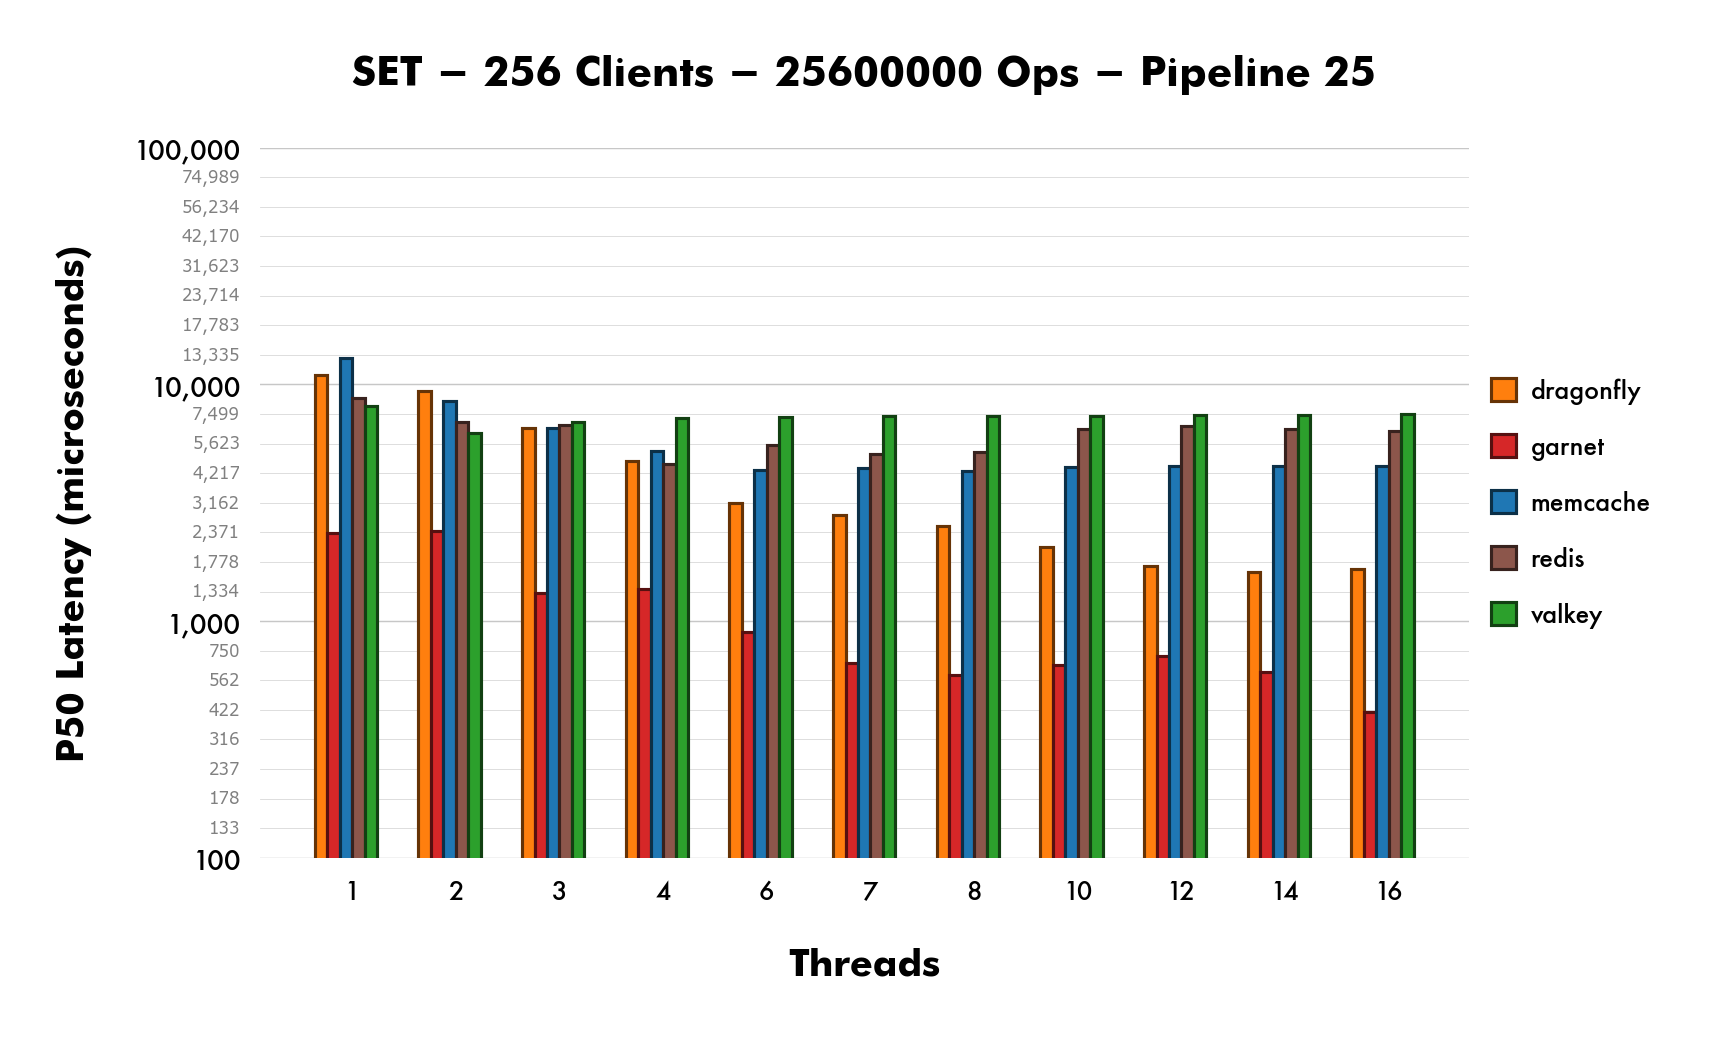 SET – 256 Clients – 25600000 Ops – Pipeline 25
P50 Latency (microseconds)
100,000
74,989
56,234
42,170
31,623
23,714
17,783
13,335
10,000
7,499
5,623
4,217
3,162
2,371
1,778
1,334
1,000
750
562
422
316
237
178
133
100
1 2 3 4 6 7 8 10 12 14 16
Threads
dragonfly
garnet
memcache
redis
valkey